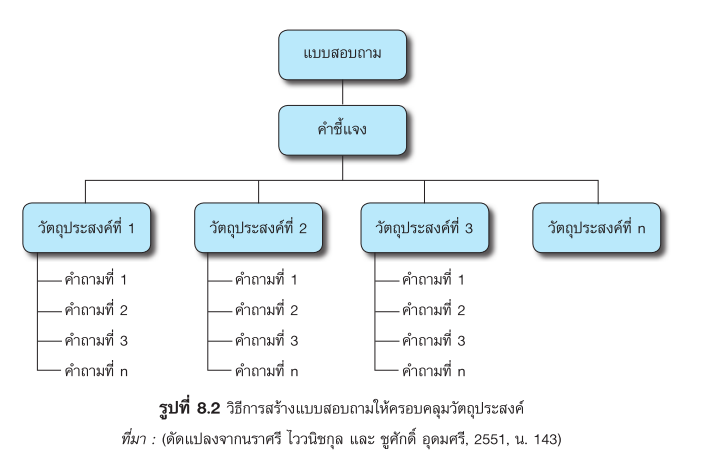 แบบสอบถาม
คำชี้แจง
วัตถุประสงค์ที่ 1 วัตถุประสงค์ที่ 2 วัตถุประสงค์ที่ 3 วัตถุประสงค์ที่ n
คำถามที่ 1 คำถามที่ 1 คำถามที่ 1
คำถามที่ 2 คำถามที่ 2 คำถามที่ 2
คำถามที่ 3 คำถามที่ 3 คำถามที่ 3
คำถามที่ n คำถามที่ n คำถามที่ n
รูปที่ 8.2 วิธีการสร้างแบบสอบถามให้ครอบคลุมวัตถุประสงค์
ที่มา : (ดัดแปลงจากนราศรี ไววนิชกุล และ ชูศักดิ์ อุดมศรี, 2551, น. 143)